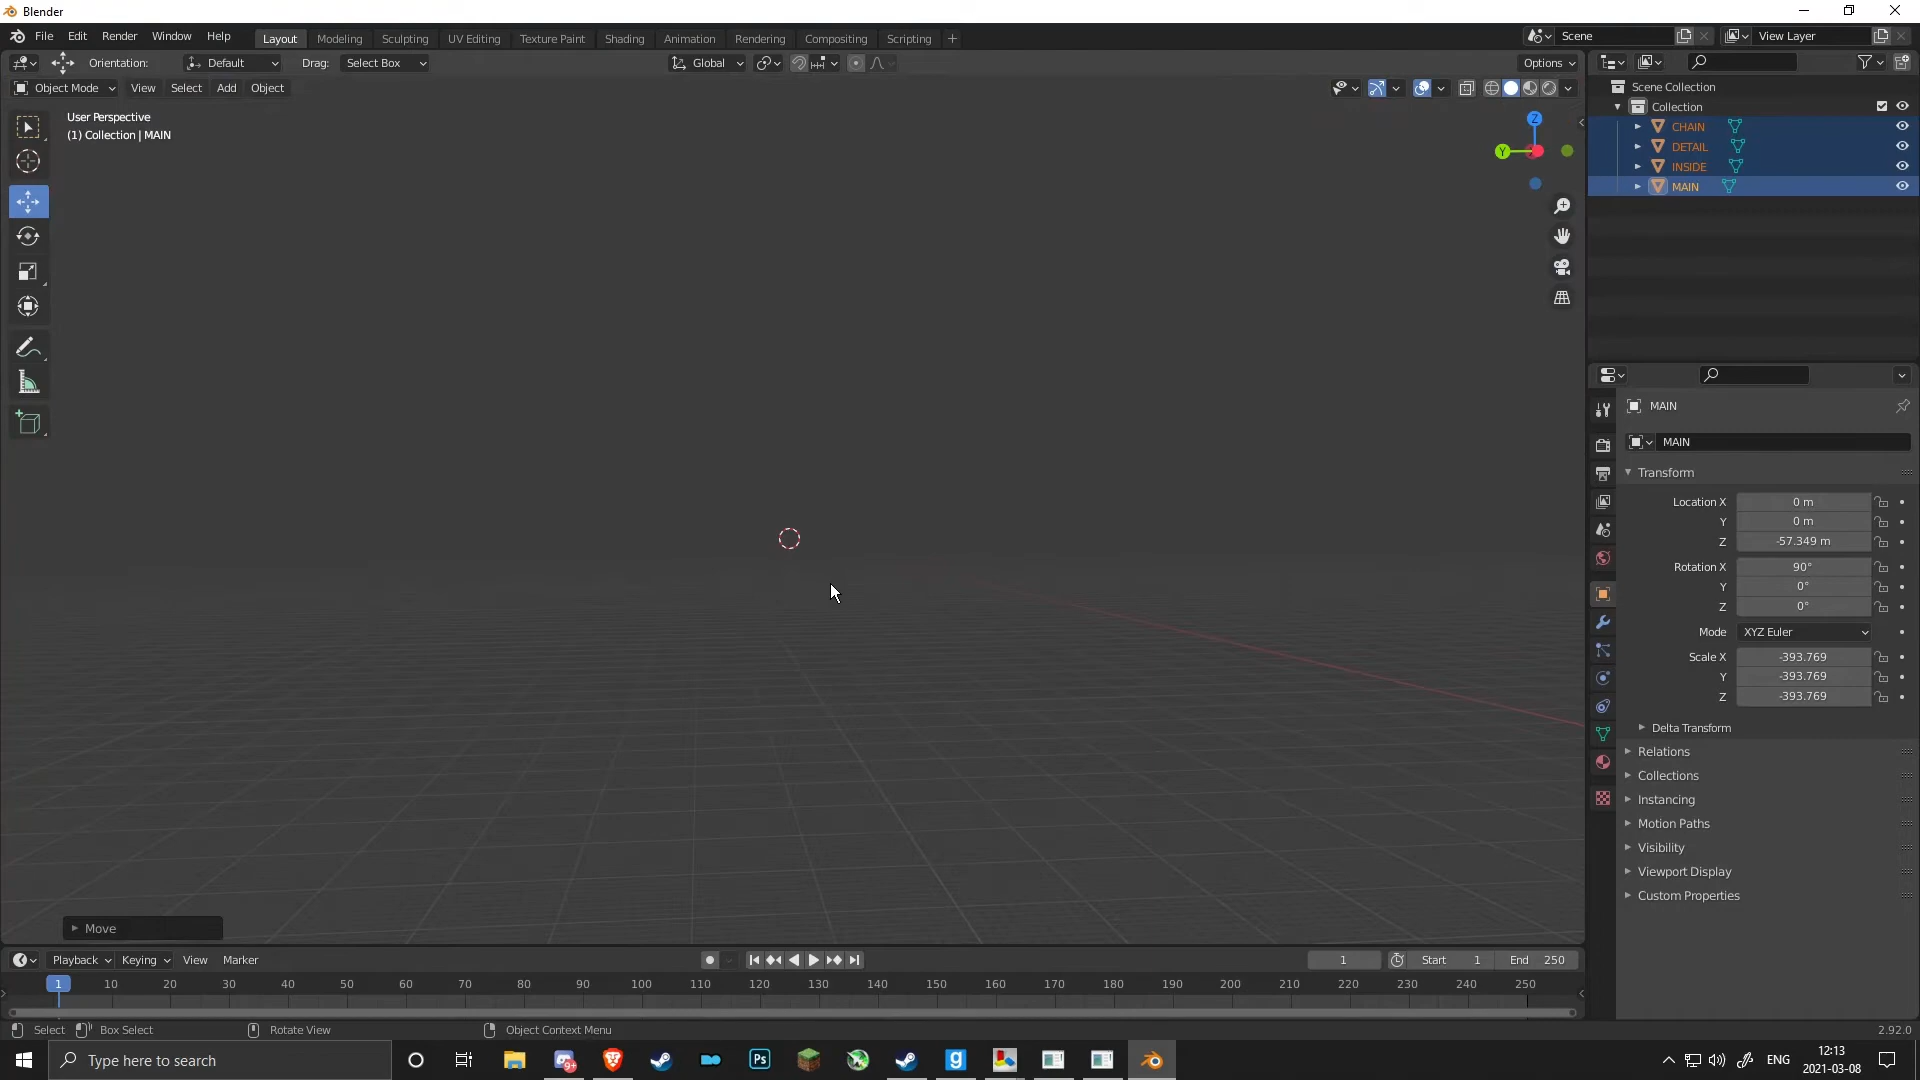 Blender
File Edit Render Window Help Layout Modeling Sculpting UV Editing Texture Paint Shading Animation Rendering Compositing Scripting Scene View Layer
Orientation: Default Drag: Select Box Global Options
Object Mode View Select Add Object
User Perspective
(1) Collection | MAIN
Z
Y
Scene Collection
Collection
CHAIN
DETAIL
INSIDE
MAIN
MAIN
MAIN
Transform
Location X 0 m
Y 0 m
Z -57.349 m
Rotation X 90°
Y 0°
Z 0°
Mode XYZ Euler
Scale X -393.769
Y -393.769
Z -393.769
Delta Transform
Relations
Collections
Instancing
Motion Paths
Visibility
Viewport Display
Custom Properties
Move
Playback Keying View Marker 1 Start 1 End 250
1 10 20 30 40 50 60 70 80 90 100 110 120 130 140 150 160 170 180 190 200 210 220 230 240 250
Select Box Select Rotate View Object Context Menu 2.92.0
Type here to search 9+ Ps g ENG 12:13
2021-03-08